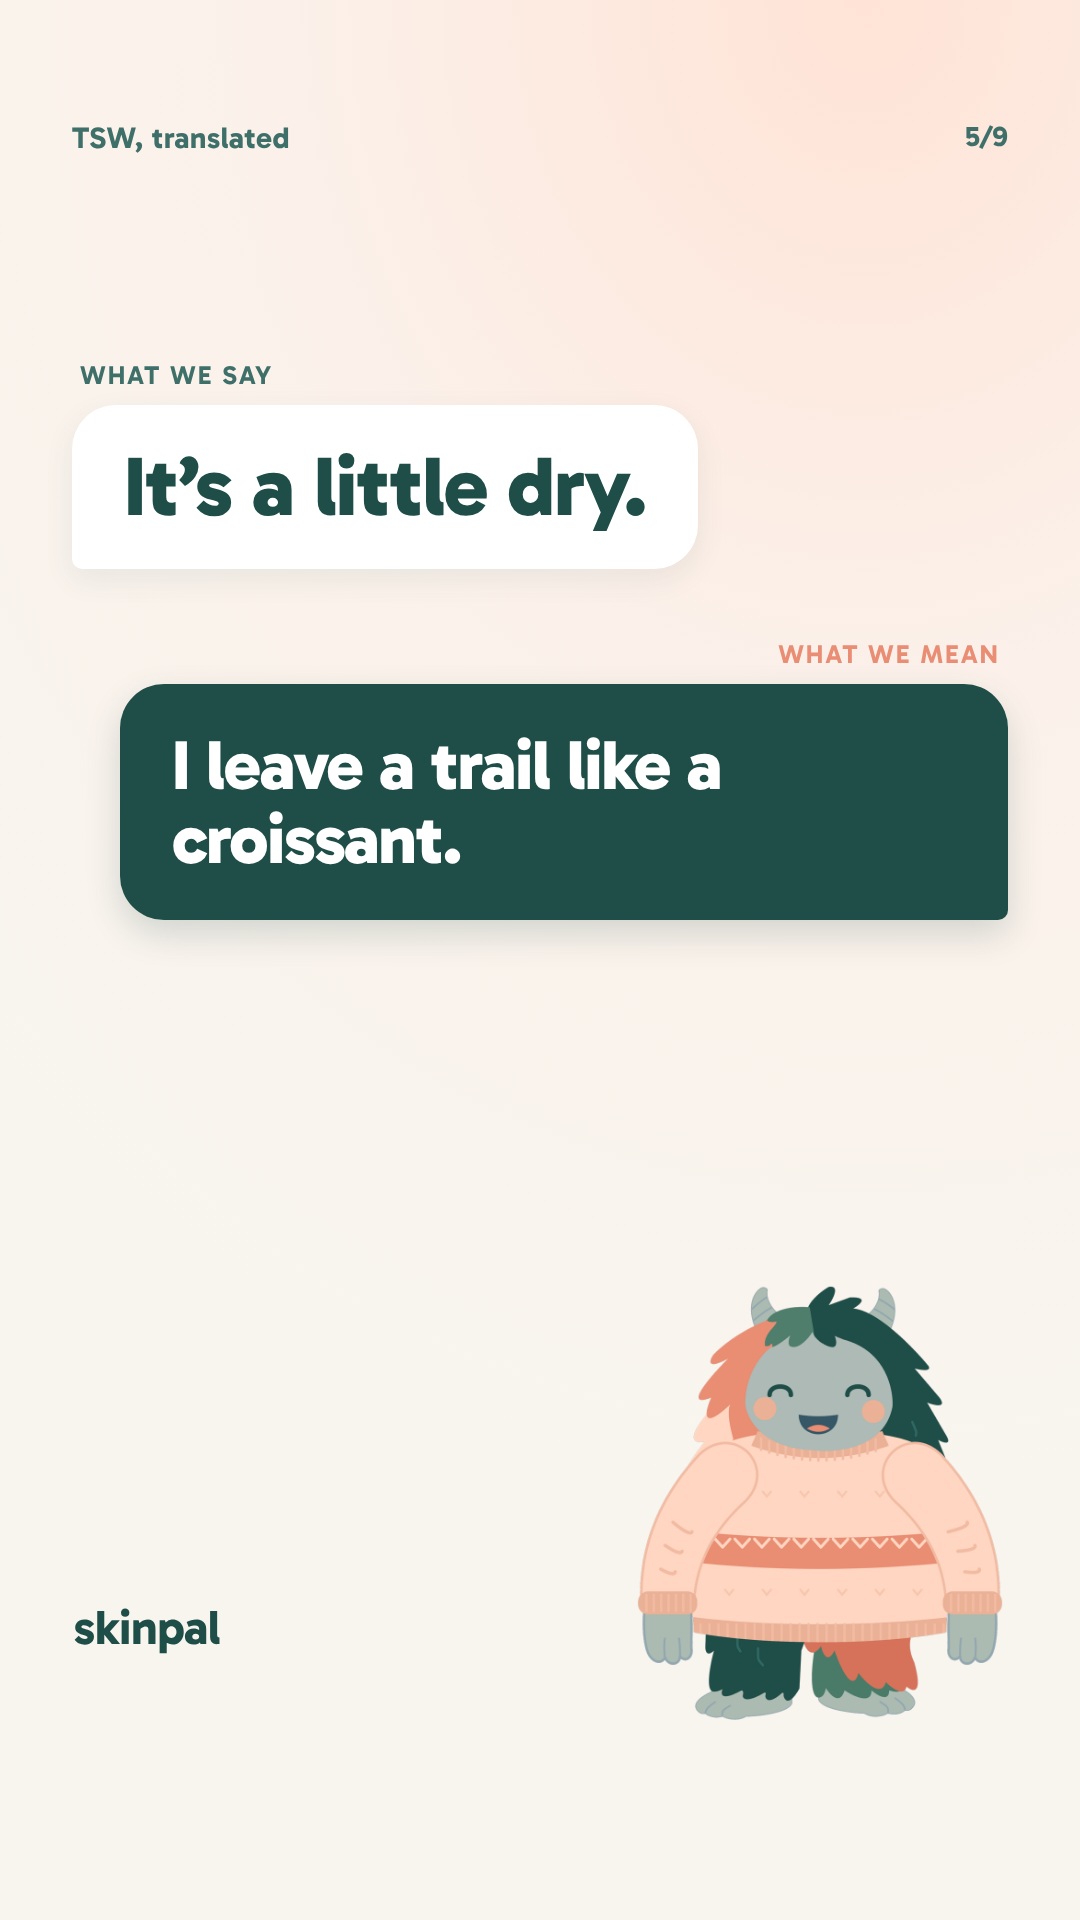 TSW, translated
5/9
WHAT WE SAY
It’s a little dry.
WHAT WE MEAN
I leave a trail like a
croissant.
skinpal